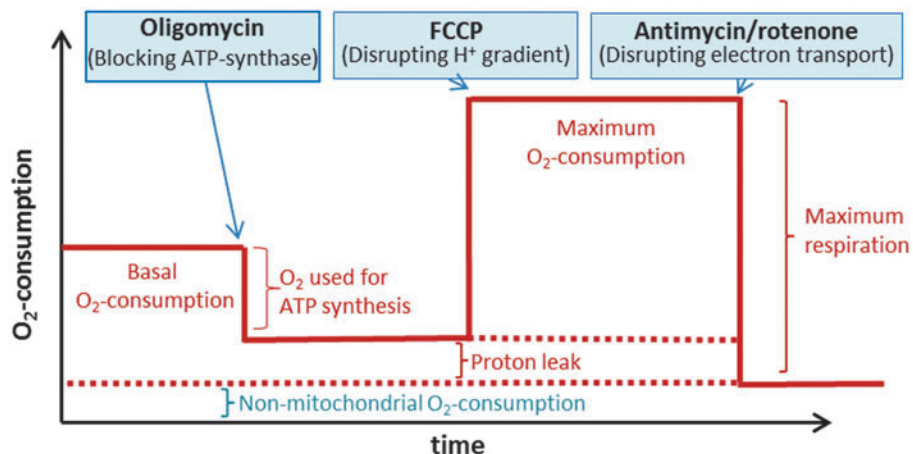 Oligomycin
(Blocking ATP-synthase)
FCCP
(Disrupting H⁺ gradient)
Antimycin/rotenone
(Disrupting electron transport)
O₂-consumption
Maximum
O₂-consumption
Maximum
respiration
Basal
O₂-consumption
O₂ used for
ATP synthesis
Proton leak
Non-mitochondrial O₂-consumption
time